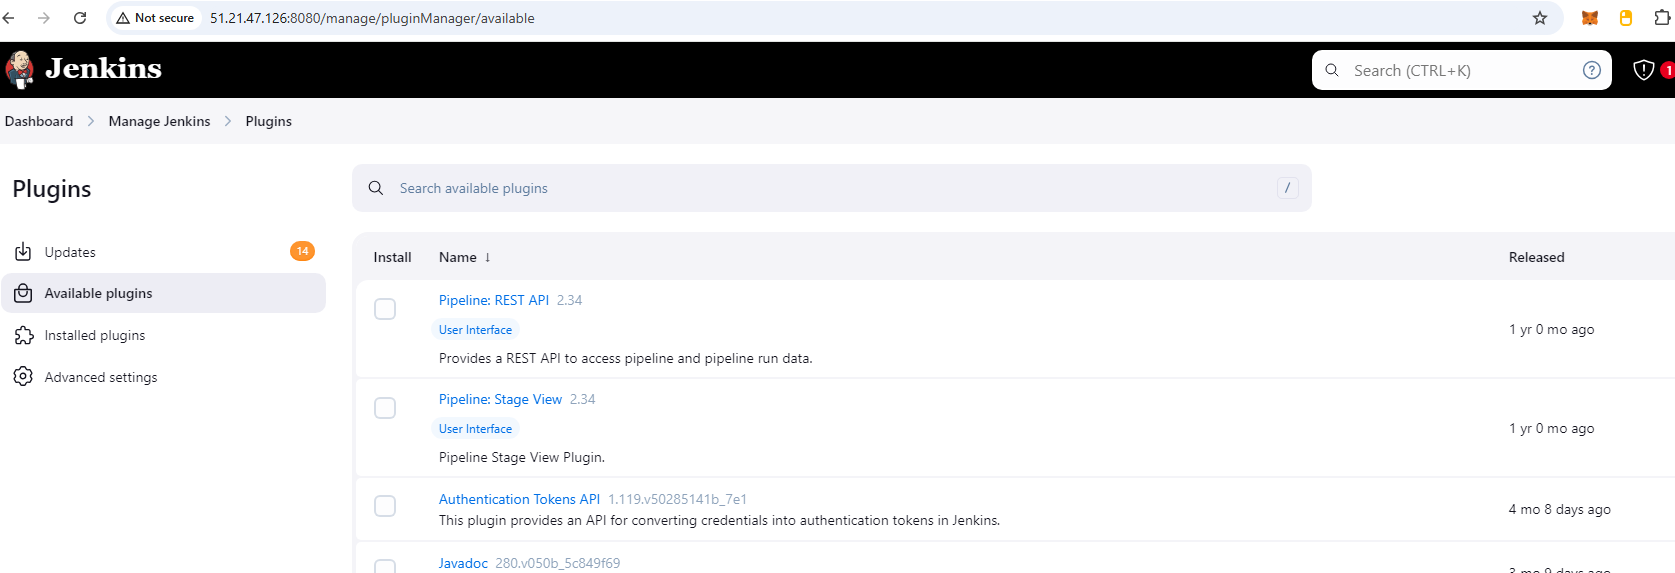 Not secure 51.21.47.126:8080/manage/pluginManager/available
Jenkins
Search (CTRL+K)
?
1
Dashboard Manage Jenkins Plugins
Plugins
Search available plugins
/
Updates 14
Available plugins
Installed plugins
Advanced settings
Install Name ↓ Released
Pipeline: REST API 2.34
User Interface
1 yr 0 mo ago
Provides a REST API to access pipeline and pipeline run data.
Pipeline: Stage View 2.34
User Interface
1 yr 0 mo ago
Pipeline Stage View Plugin.
Authentication Tokens API 1.119.v50285141b_7e1
4 mo 8 days ago
This plugin provides an API for converting credentials into authentication tokens in Jenkins.
Javadoc 280.v050b_5c849f69
3 mo 9 days ago